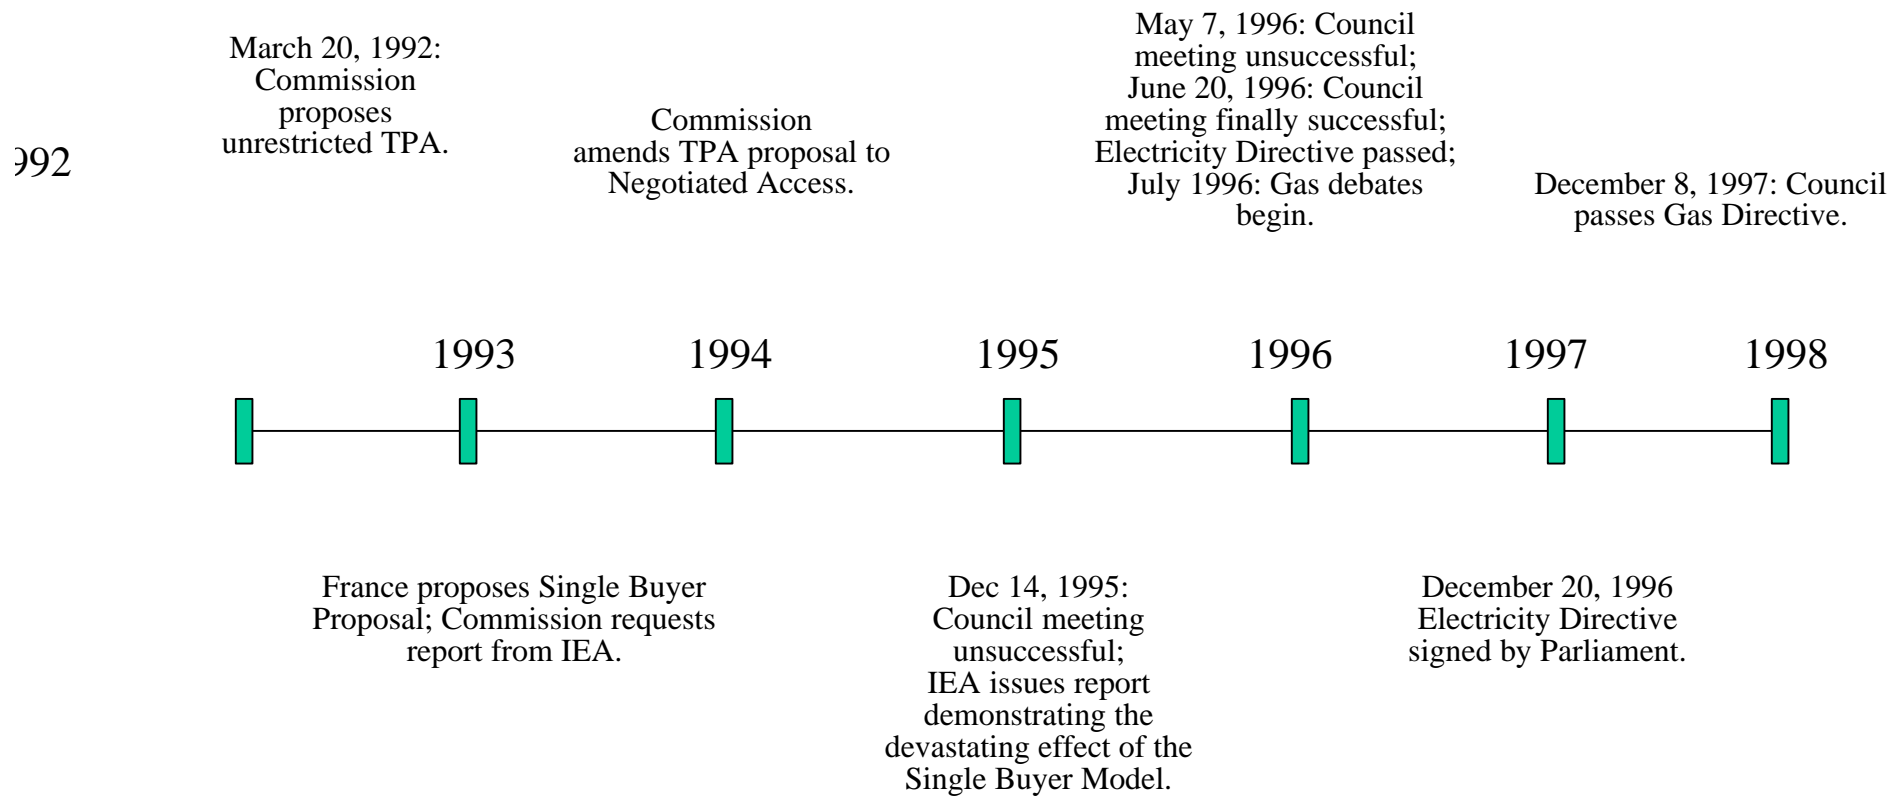 March 20, 1992:
Commission
proposes
unrestricted TPA.
992
Commission
amends TPA proposal to
Negotiated Access.
May 7, 1996: Council
meeting unsuccessful;
June 20, 1996: Council
meeting finally successful;
Electricity Directive passed;
July 1996: Gas debates
begin.
December 8, 1997: Council
passes Gas Directive.
1993
1994
1995
1996
1997
1998
France proposes Single Buyer
Proposal; Commission requests
report from IEA.
Dec 14, 1995:
Council meeting
unsuccessful;
IEA issues report
demonstrating the
devastating effect of the
Single Buyer Model.
December 20, 1996
Electricity Directive
signed by Parliament.